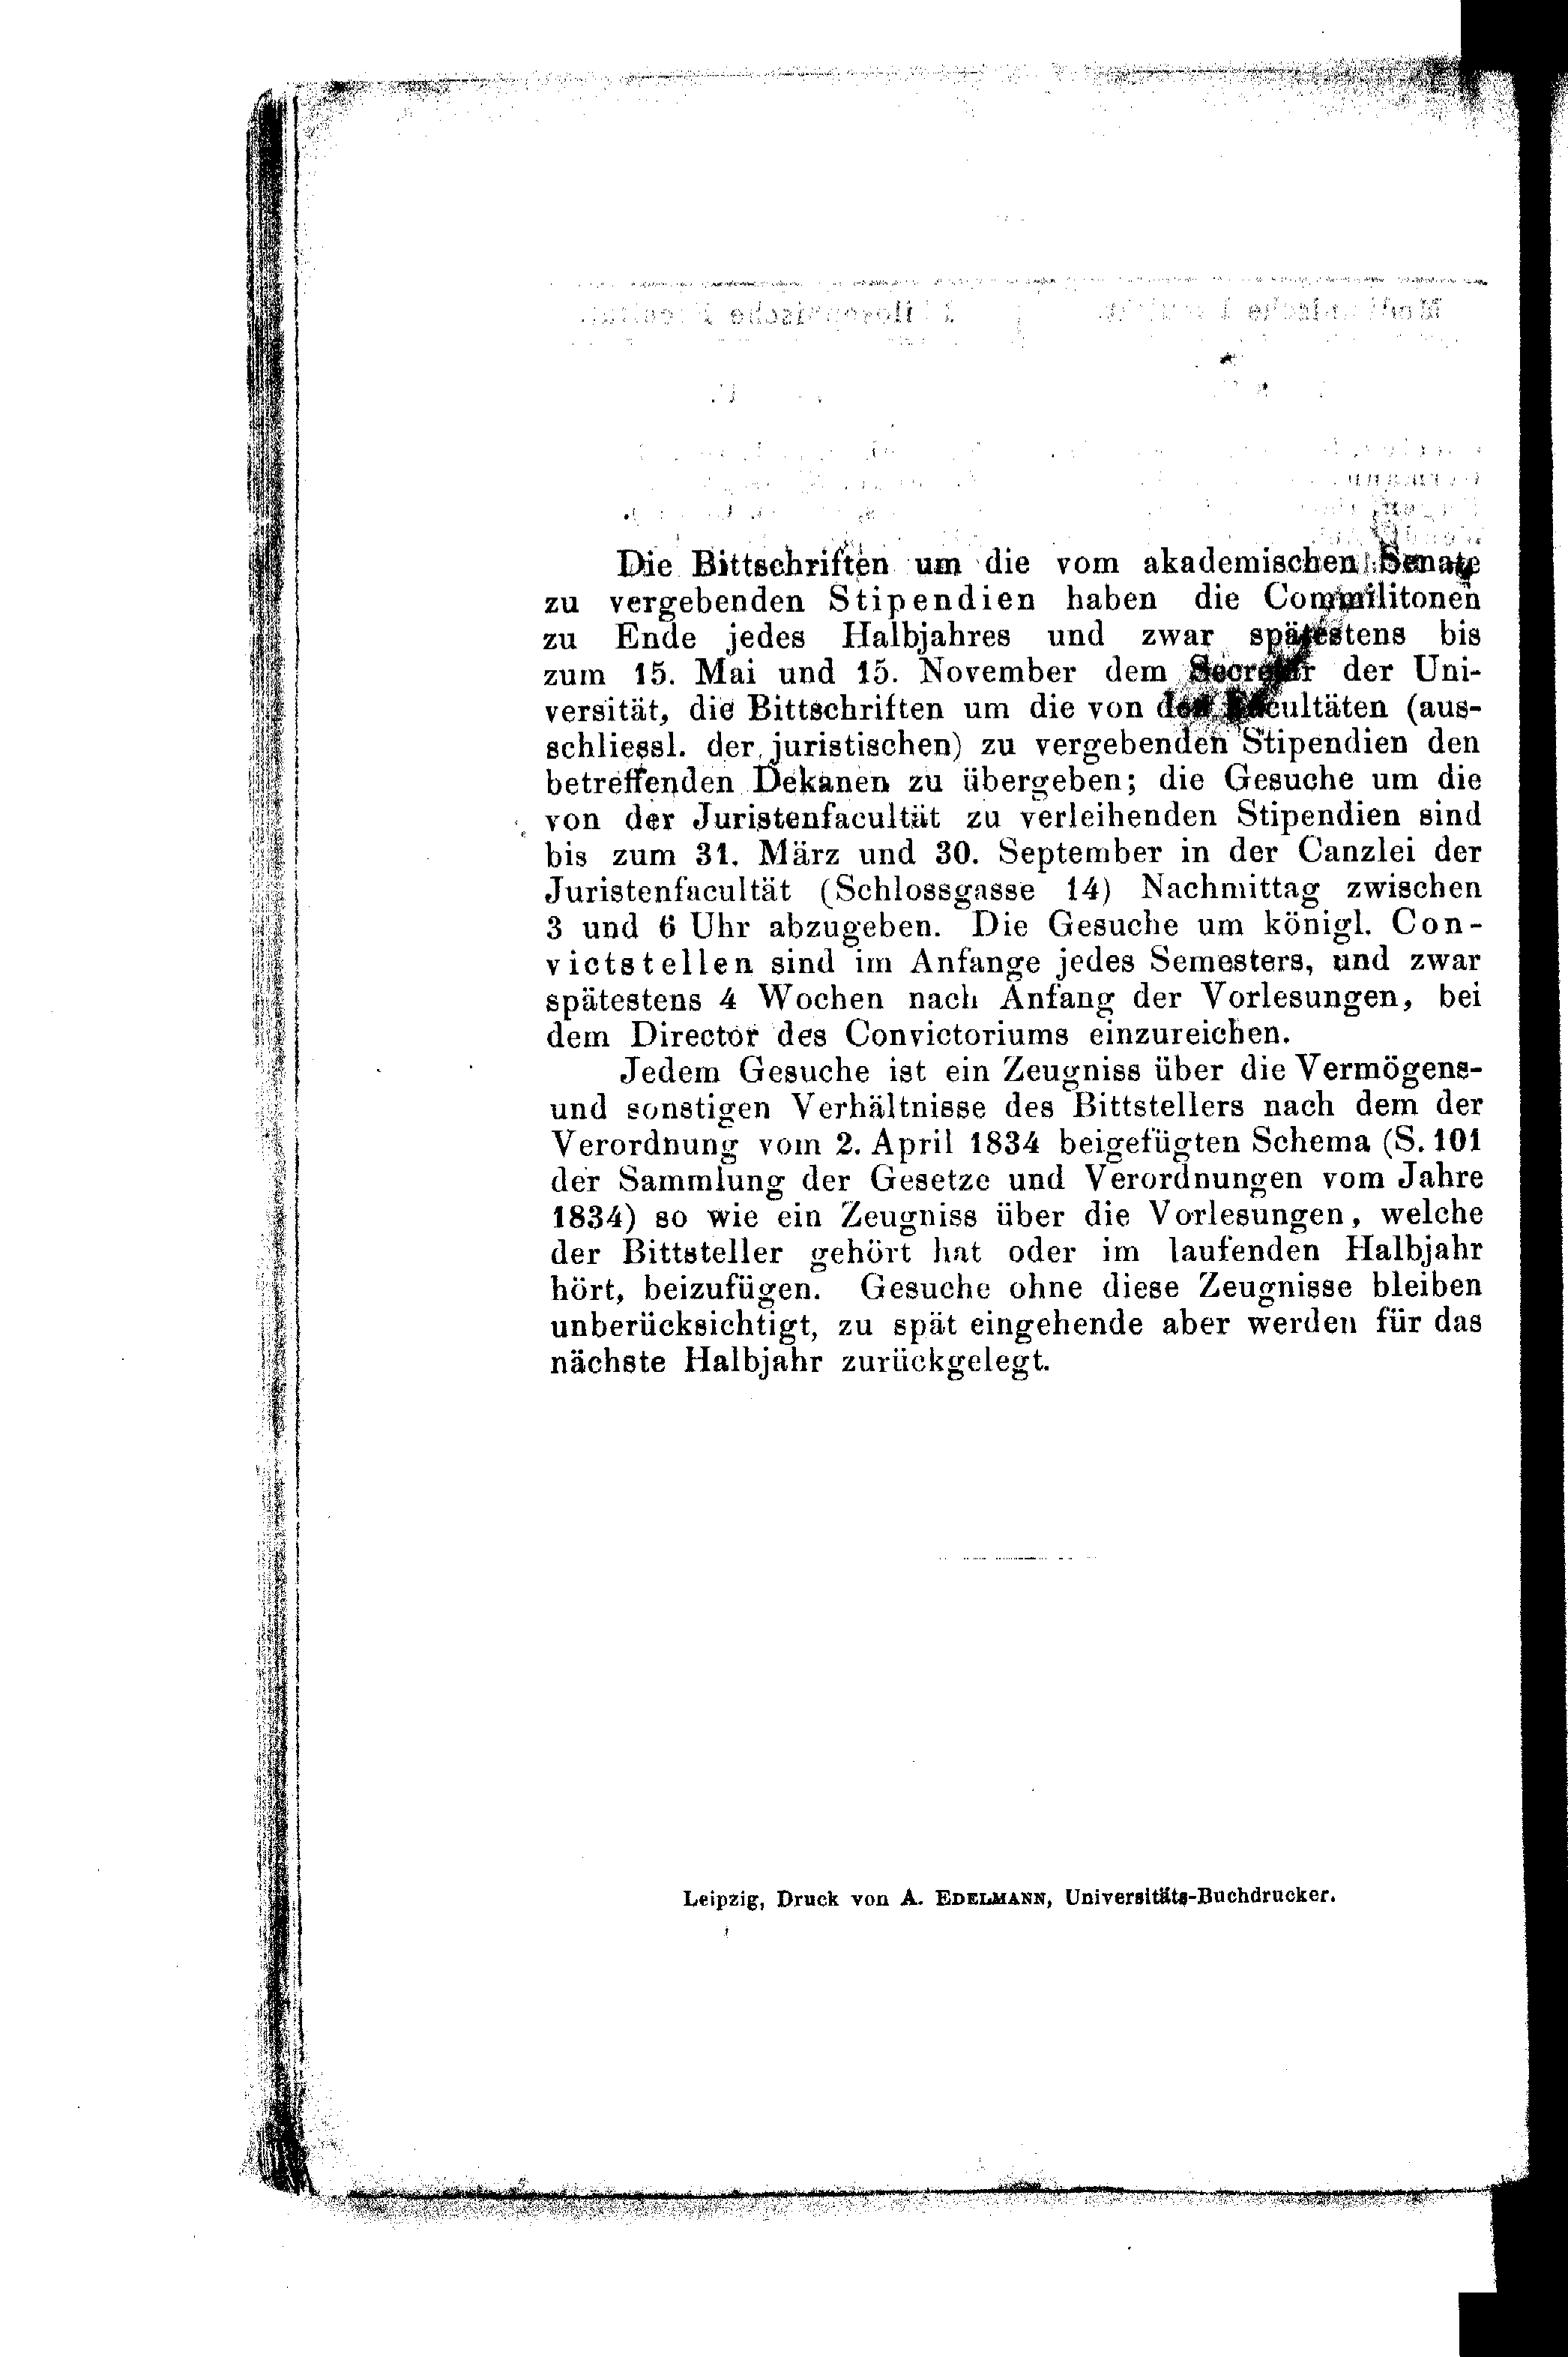 Die Bittschriften um die vom akademischen Senate
zu vergebenden Stipendien haben die Commilitonen
zu Ende jedes Halbjahres und zwar spätestens bis
zum 15. Mai und 15. November dem Secretär der Uni-
versität, die Bittschriften um die von den Facultäten (aus-
schliessl. der juristischen) zu vergebenden Stipendien den
betreffenden Dekanen zu übergeben; die Gesuche um die
von der Juristenfacultät zu verleihenden Stipendien sind
bis zum 31. März und 30. September in der Canzlei der
Juristenfacultät (Schlossgasse 14) Nachmittag zwischen
3 und 6 Uhr abzugeben. Die Gesuche um königl. Con-
victstellen sind im Anfange jedes Semesters, und zwar
spätestens 4 Wochen nach Anfang der Vorlesungen, bei
dem Director des Convictoriums einzureichen.
Jedem Gesuche ist ein Zeugniss über die Vermögens-
und sonstigen Verhältnisse des Bittstellers nach dem der
Verordnung vom 2. April 1834 beigefügten Schema (S. 101
der Sammlung der Gesetze und Verordnungen vom Jahre
1834) so wie ein Zeugniss über die Vorlesungen, welche
der Bittsteller gehört hat oder im laufenden Halbjahr
hört, beizufügen. Gesuche ohne diese Zeugnisse bleiben
unberücksichtigt, zu spät eingehende aber werden für das
nächste Halbjahr zurückgelegt.
Leipzig, Druck von A. EDELMANN, Universitäts-Buchdrucker.